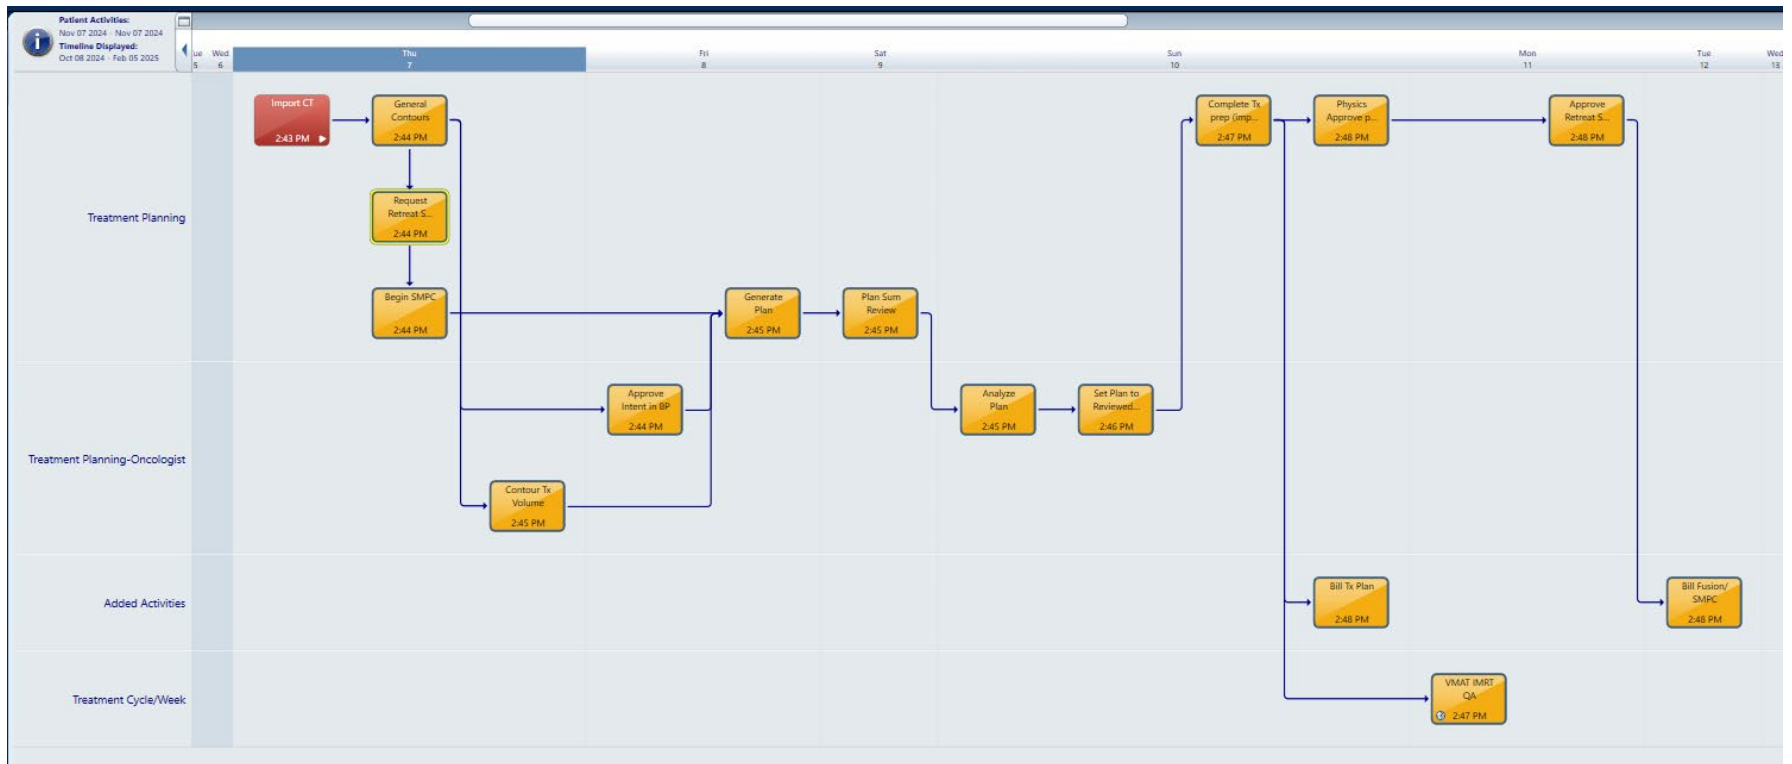 Patient Activities:
Nov 07 2024 - Nov 07 2024
Timeline Displayed:
Oct 08 2024 - Feb 05 2025
ue Wed Thu Fri Sat Sun Mon Tue Wed
5 6 7 8 9 10 11 12 13
Import CT
2:43 PM
General
Contours
2:44 PM
Complete Tx
prep (imp...
2:47 PM
Physics
Approve p...
2:48 PM
Approve
Retreat S...
2:48 PM
Treatment Planning
Request
Retreat S...
2:44 PM
Begin SMPC
2:44 PM
Generate
Plan
2:45 PM
Plan Sum
Review
2:45 PM
Treatment Planning-Oncologist
Approve
Intent in BP
2:44 PM
Analyze
Plan
2:45 PM
Set Plan to
Reviewed...
2:46 PM
Contour Tx
Volume
2:45 PM
Added Activities
Bill Tx Plan
2:48 PM
Bill Fusion/
SMPC
2:48 PM
Treatment Cycle/Week
VMAT IMRT
QA
2:47 PM